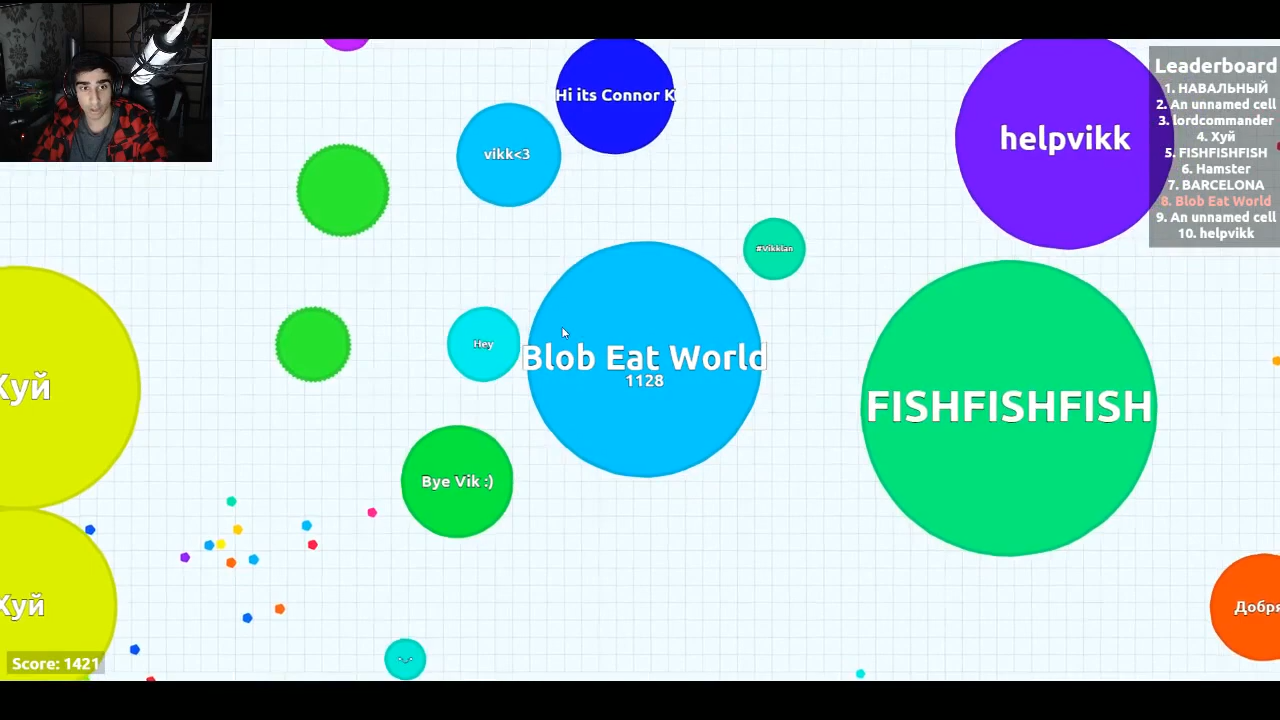 Hi its Connor K
vikk<3
helpvikk
Leaderboard
1. НАВАЛЬНЫЙ
2. An unnamed cell
3. lordcommander
4. Хуй
5. FISHFISHFISH
6. Hamster
7. BARCELONA
8. Blob Eat World
9. An unnamed cell
10. helpvikk
#Vikklan
Hey
Blob Eat World
1128
Хуй
FISHFISHFISH
Bye Vik :)
Хуй
Добря
Score: 1421